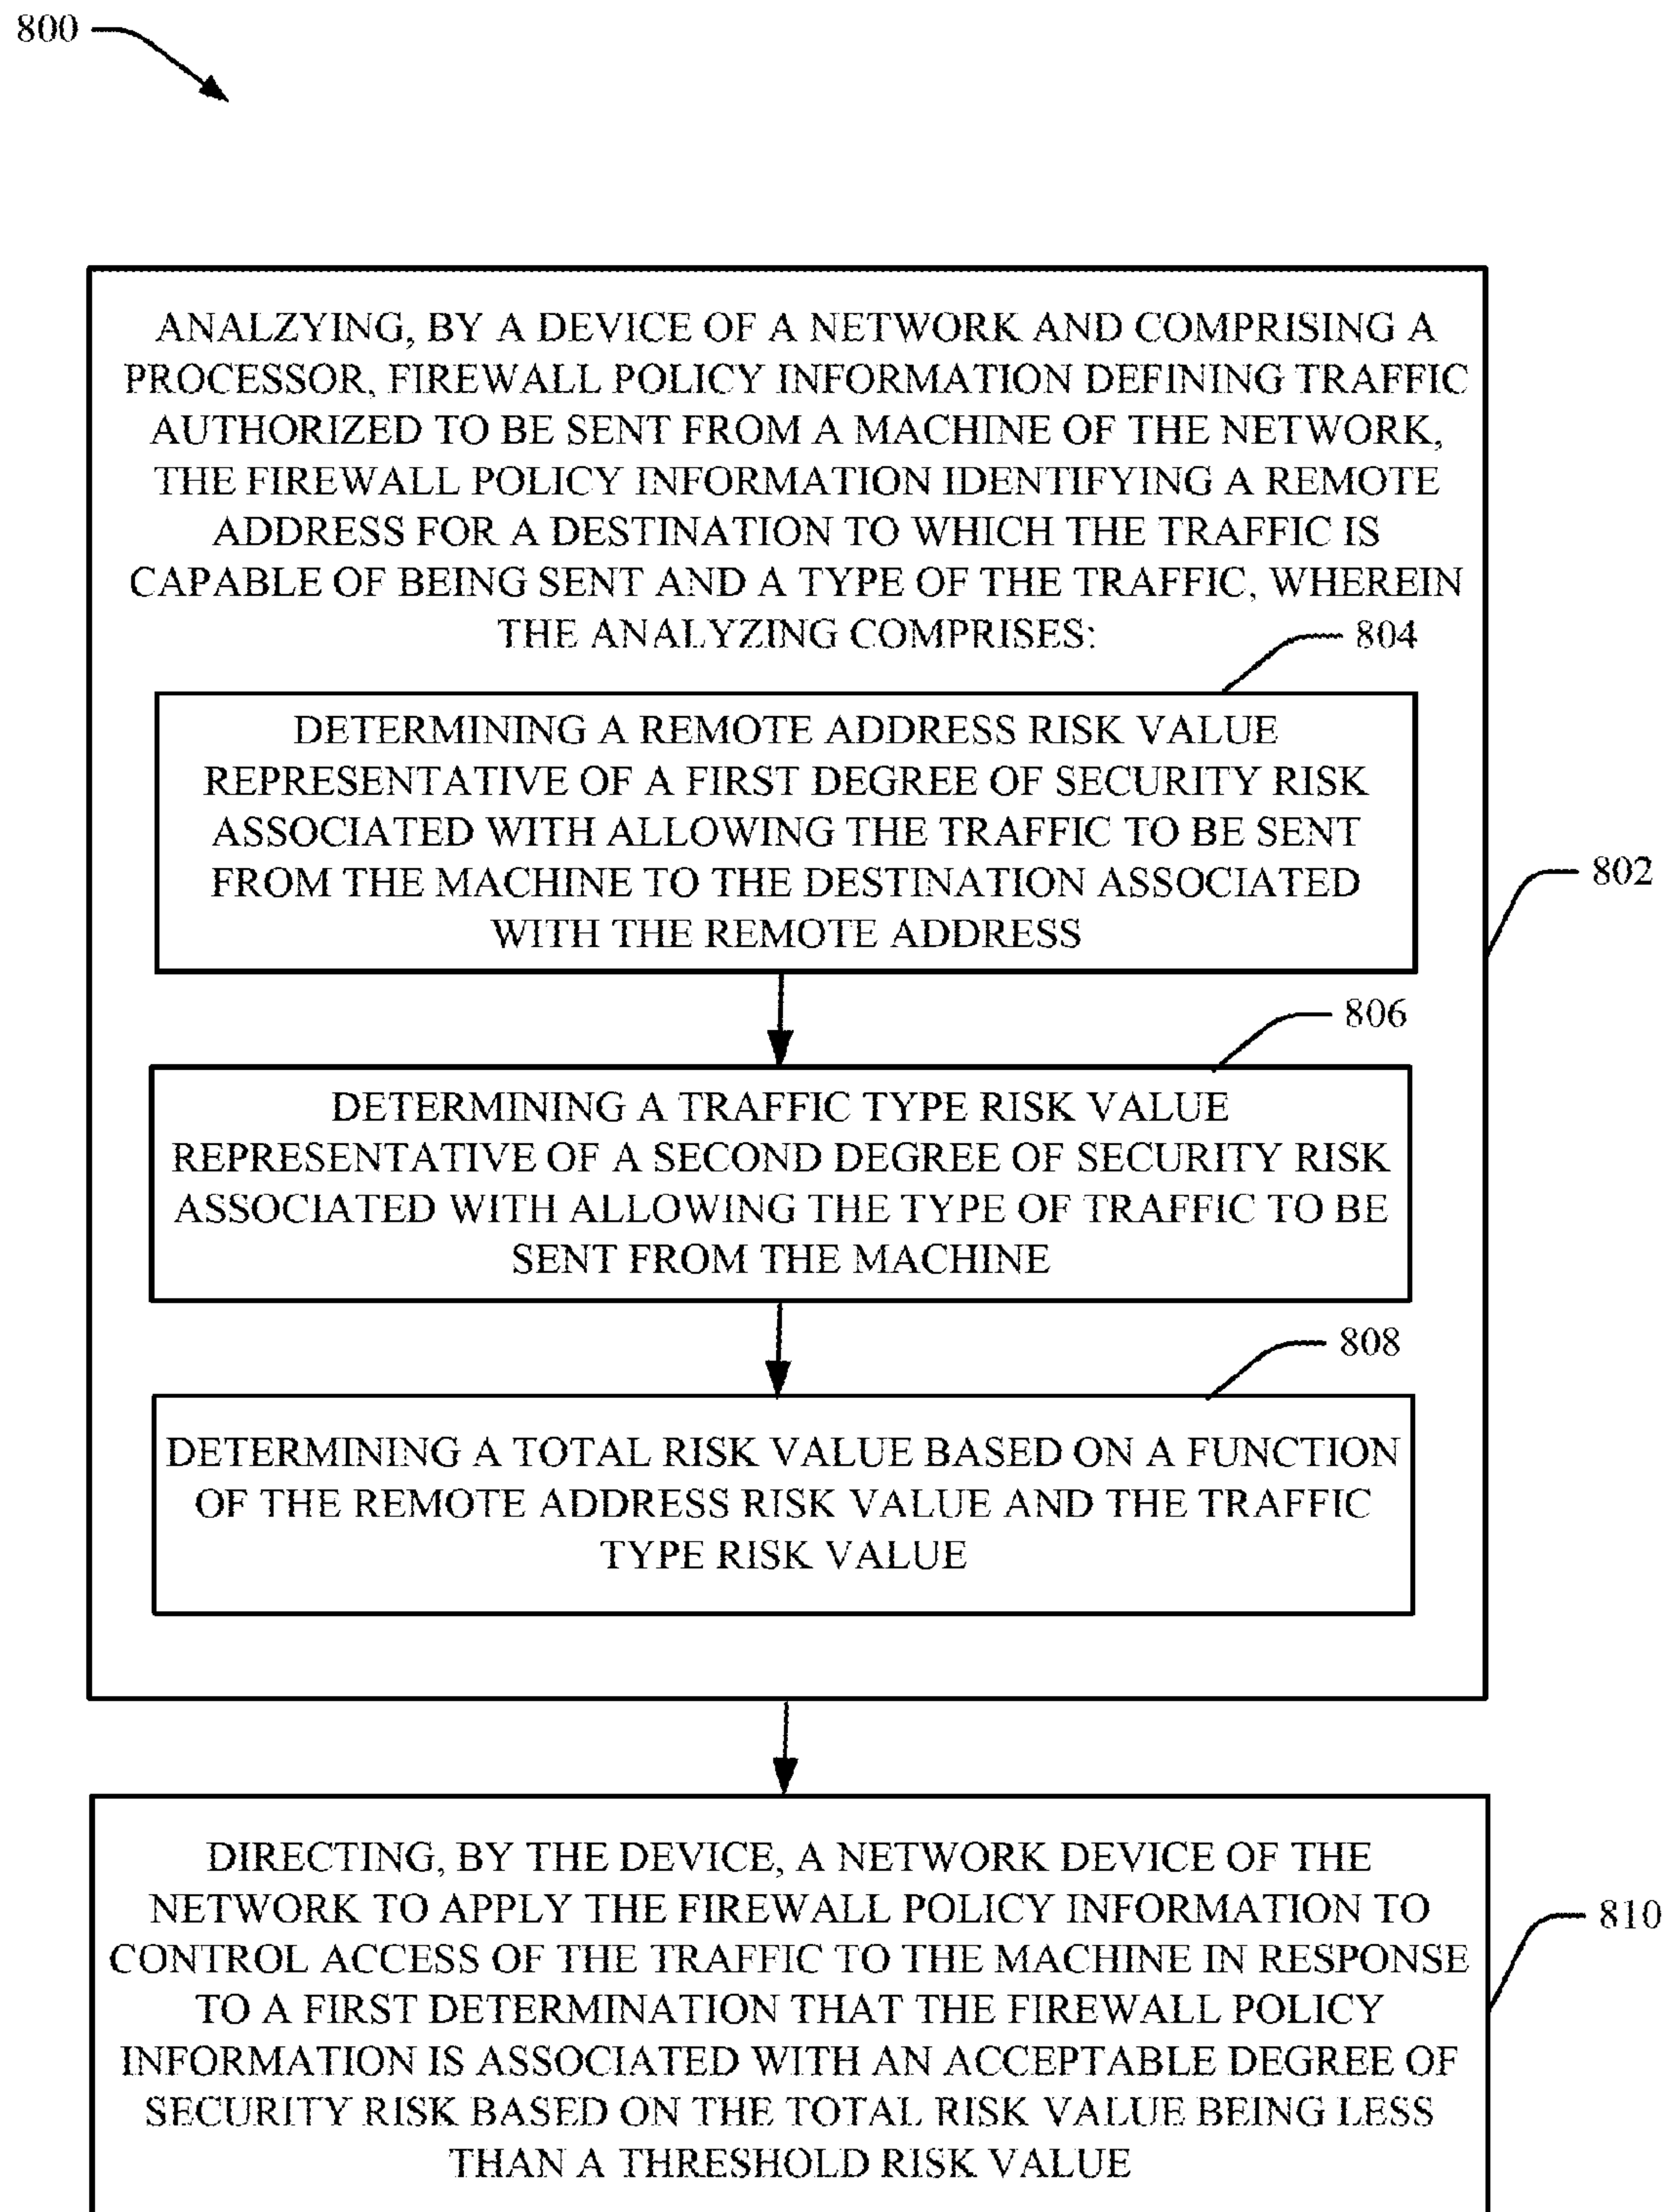 800
ANALZYING, BY A DEVICE OF A NETWORK AND COMPRISING A
PROCESSOR, FIREWALL POLICY INFORMATION DEFINING TRAFFIC
AUTHORIZED TO BE SENT FROM A MACHINE OF THE NETWORK,
THE FIREWALL POLICY INFORMATION IDENTIFYING A REMOTE
ADDRESS FOR A DESTINATION TO WHICH THE TRAFFIC IS
CAPABLE OF BEING SENT AND A TYPE OF THE TRAFFIC, WHEREIN
THE ANALYZING COMPRISES:
804
DETERMINING A REMOTE ADDRESS RISK VALUE
REPRESENTATIVE OF A FIRST DEGREE OF SECURITY RISK
ASSOCIATED WITH ALLOWING THE TRAFFIC TO BE SENT
FROM THE MACHINE TO THE DESTINATION ASSOCIATED
WITH THE REMOTE ADDRESS
802
806
DETERMINING A TRAFFIC TYPE RISK VALUE
REPRESENTATIVE OF A SECOND DEGREE OF SECURITY RISK
ASSOCIATED WITH ALLOWING THE TYPE OF TRAFFIC TO BE
SENT FROM THE MACHINE
808
DETERMINING A TOTAL RISK VALUE BASED ON A FUNCTION
OF THE REMOTE ADDRESS RISK VALUE AND THE TRAFFIC
TYPE RISK VALUE
DIRECTING, BY THE DEVICE, A NETWORK DEVICE OF THE
NETWORK TO APPLY THE FIREWALL POLICY INFORMATION TO
CONTROL ACCESS OF THE TRAFFIC TO THE MACHINE IN RESPONSE
TO A FIRST DETERMINATION THAT THE FIREWALL POLICY
INFORMATION IS ASSOCIATED WITH AN ACCEPTABLE DEGREE OF
SECURITY RISK BASED ON THE TOTAL RISK VALUE BEING LESS
THAN A THRESHOLD RISK VALUE
810